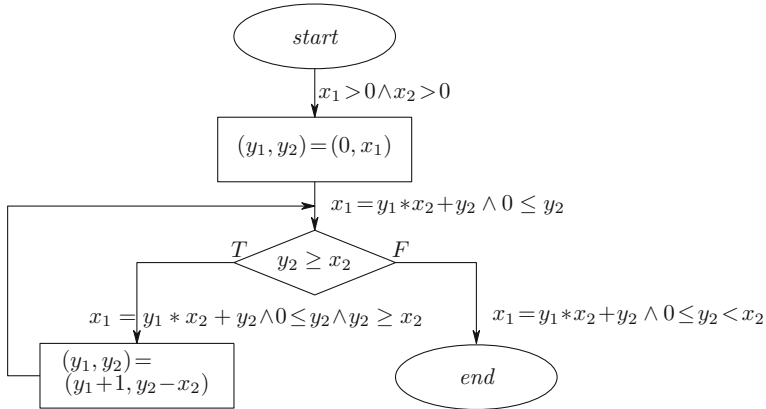 start
x₁>0∧x₂>0
(y₁, y₂)=(0, x₁)
x₁=y₁*x₂+y₂ ∧ 0 ≤ y₂
T
y₂ ≥ x₂
F
x₁ = y₁ * x₂ + y₂∧0≤y₂∧y₂ ≥ x₂
x₁=y₁*x₂+y₂ ∧ 0≤y₂<x₂
(y₁, y₂)=
(y₁+1, y₂−x₂)
end